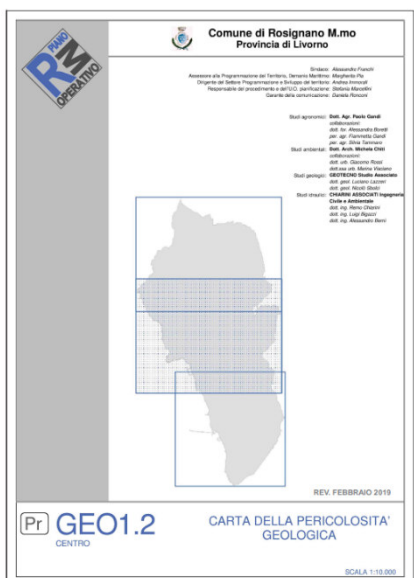 PIANO
RM
OPERATIVO
Comune di Rosignano M.mo
Provincia di Livorno
Sindaco: Alessandro Franchi
Assessore alla Programmazione del Territorio, Demanio Marittimo: Margherita Pia
Dirigente del Settore Programmazione e Sviluppo del territorio: Andrea Immorali
Responsabile del procedimento e dell'U.O. pianificazione: Stefania Marcellini
Garante della comunicazione: Daniela Ronconi
Studi agronomici: Dott. Agr. Paolo Gandi
collaborazioni:
dott. for. Alessandra Borelli
per. agr. Fiammetta Gandi
per. agr. Silvia Tammaro
Studi ambientali: Dott. Arch. Michela Chiti
collaborazioni:
dott. urb. Giacomo Rossi
dott.ssa urb. Marina Visciano
Studi geologici: GEOTECNO Studio Associato
dott. geol. Luciano Lazzeri
dott. geol. Nicolò Sbolci
Studi idraulici: CHIARINI ASSOCIATI Ingegneria
Civile e Ambientale
dott. ing. Remo Chiarini
dott. ing. Luigi Bigazzi
dott. ing. Alessandro Berni
REV. FEBBRAIO 2019
Pr GEO1.2
CENTRO
CARTA DELLA PERICOLOSITA'
GEOLOGICA
SCALA 1:10.000